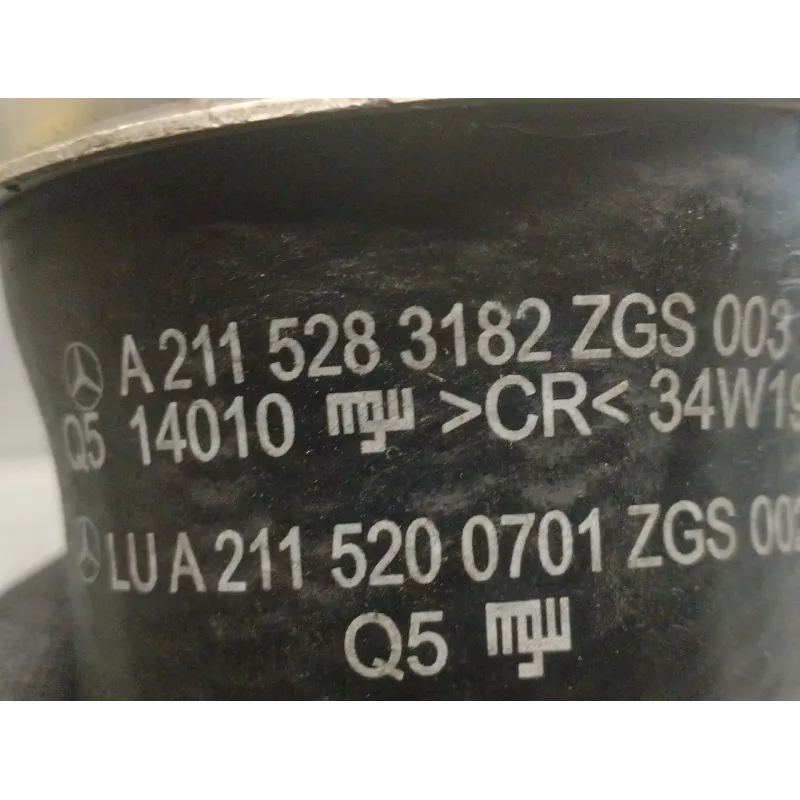 A 211 528 3182 ZGS 003
Q5 14010 >CR< 34W19
LU A 211 520 0701 ZGS 002
Q5